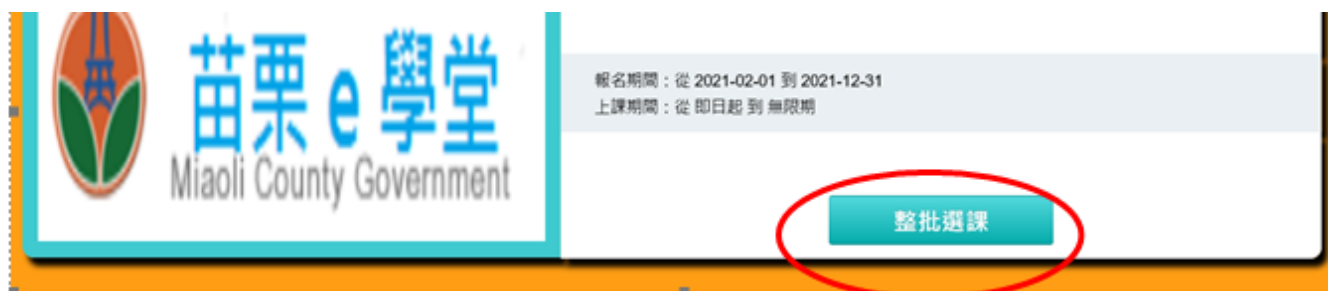 苗栗 e 學堂
Miaoli County Government
報名期間：從 2021-02-01 到 2021-12-31
上課期間：從 即日起 到 無限期
整批選課